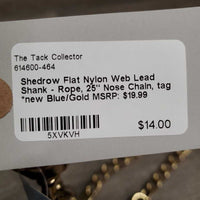 The Tack Collector
614600-464
Shedrow Flat Nylon Web Lead
Shank - Rope, 25" Nose Chain, tag
*new Blue/Gold MSRP: $19.99
5XVKVH
$14.00